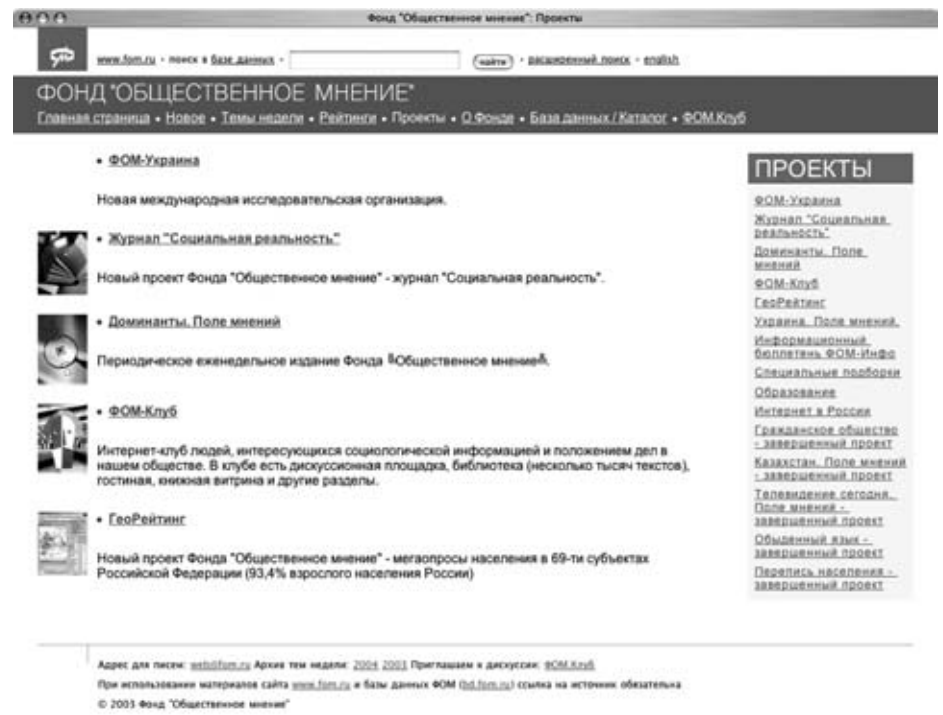 Фонд "Общественное мнение": Проекты
www.fom.ru • поиск в базе данных • найти • расширенный поиск • english
ФОНД "ОБЩЕСТВЕННОЕ МНЕНИЕ"
Главная страница • Новое • Темы недели • Рейтинги • Проекты • О Фонде • База данных / Каталог • ФОМ.Клуб
• ФОМ-Украина
Новая международная исследовательская организация.
• Журнал "Социальная реальность"
Новый проект Фонда "Общественное мнение" - журнал "Социальная реальность".
• Доминанты. Поле мнений
Периодическое еженедельное издание Фонда ╚Общественное мнение╩.
• ФОМ-Клуб
Интернет-клуб людей, интересующихся социологической информацией и положением дел в
нашем обществе. В клубе есть дискуссионная площадка, библиотека (несколько тысяч текстов),
гостиная, книжная витрина и другие разделы.
• ГеоРейтинг
Новый проект Фонда "Общественное мнение" - мегаопросы населения в 69-ти субъектах
Российской Федерации (93,4% взрослого населения России)
ПРОЕКТЫ
ФОМ-Украина
Журнал "Социальная
реальность"
Доминанты. Поле
мнений
ФОМ-Клуб
ГеоРейтинг
Украина. Поле мнений.
Информационный
бюллетень ФОМ-Инфо
Специальные подборки
Образование
Интернет в России
Гражданское общество
- завершенный проект
Казахстан. Поле мнений
- завершенный проект
Телевидение сегодня.
Поле мнений -
завершенный проект
Обыденный язык -
завершенный проект
Перепись населения -
завершенный проект
Адрес для писем: web@fom.ru Архив тем недели: 2004 2003 Приглашаем к дискуссии: ФОМ.Клуб
При использовании материалов сайта www.fom.ru и базы данных ФОМ (bd.fom.ru) ссылка на источник обязательна
© 2003 Фонд "Общественное мнение"